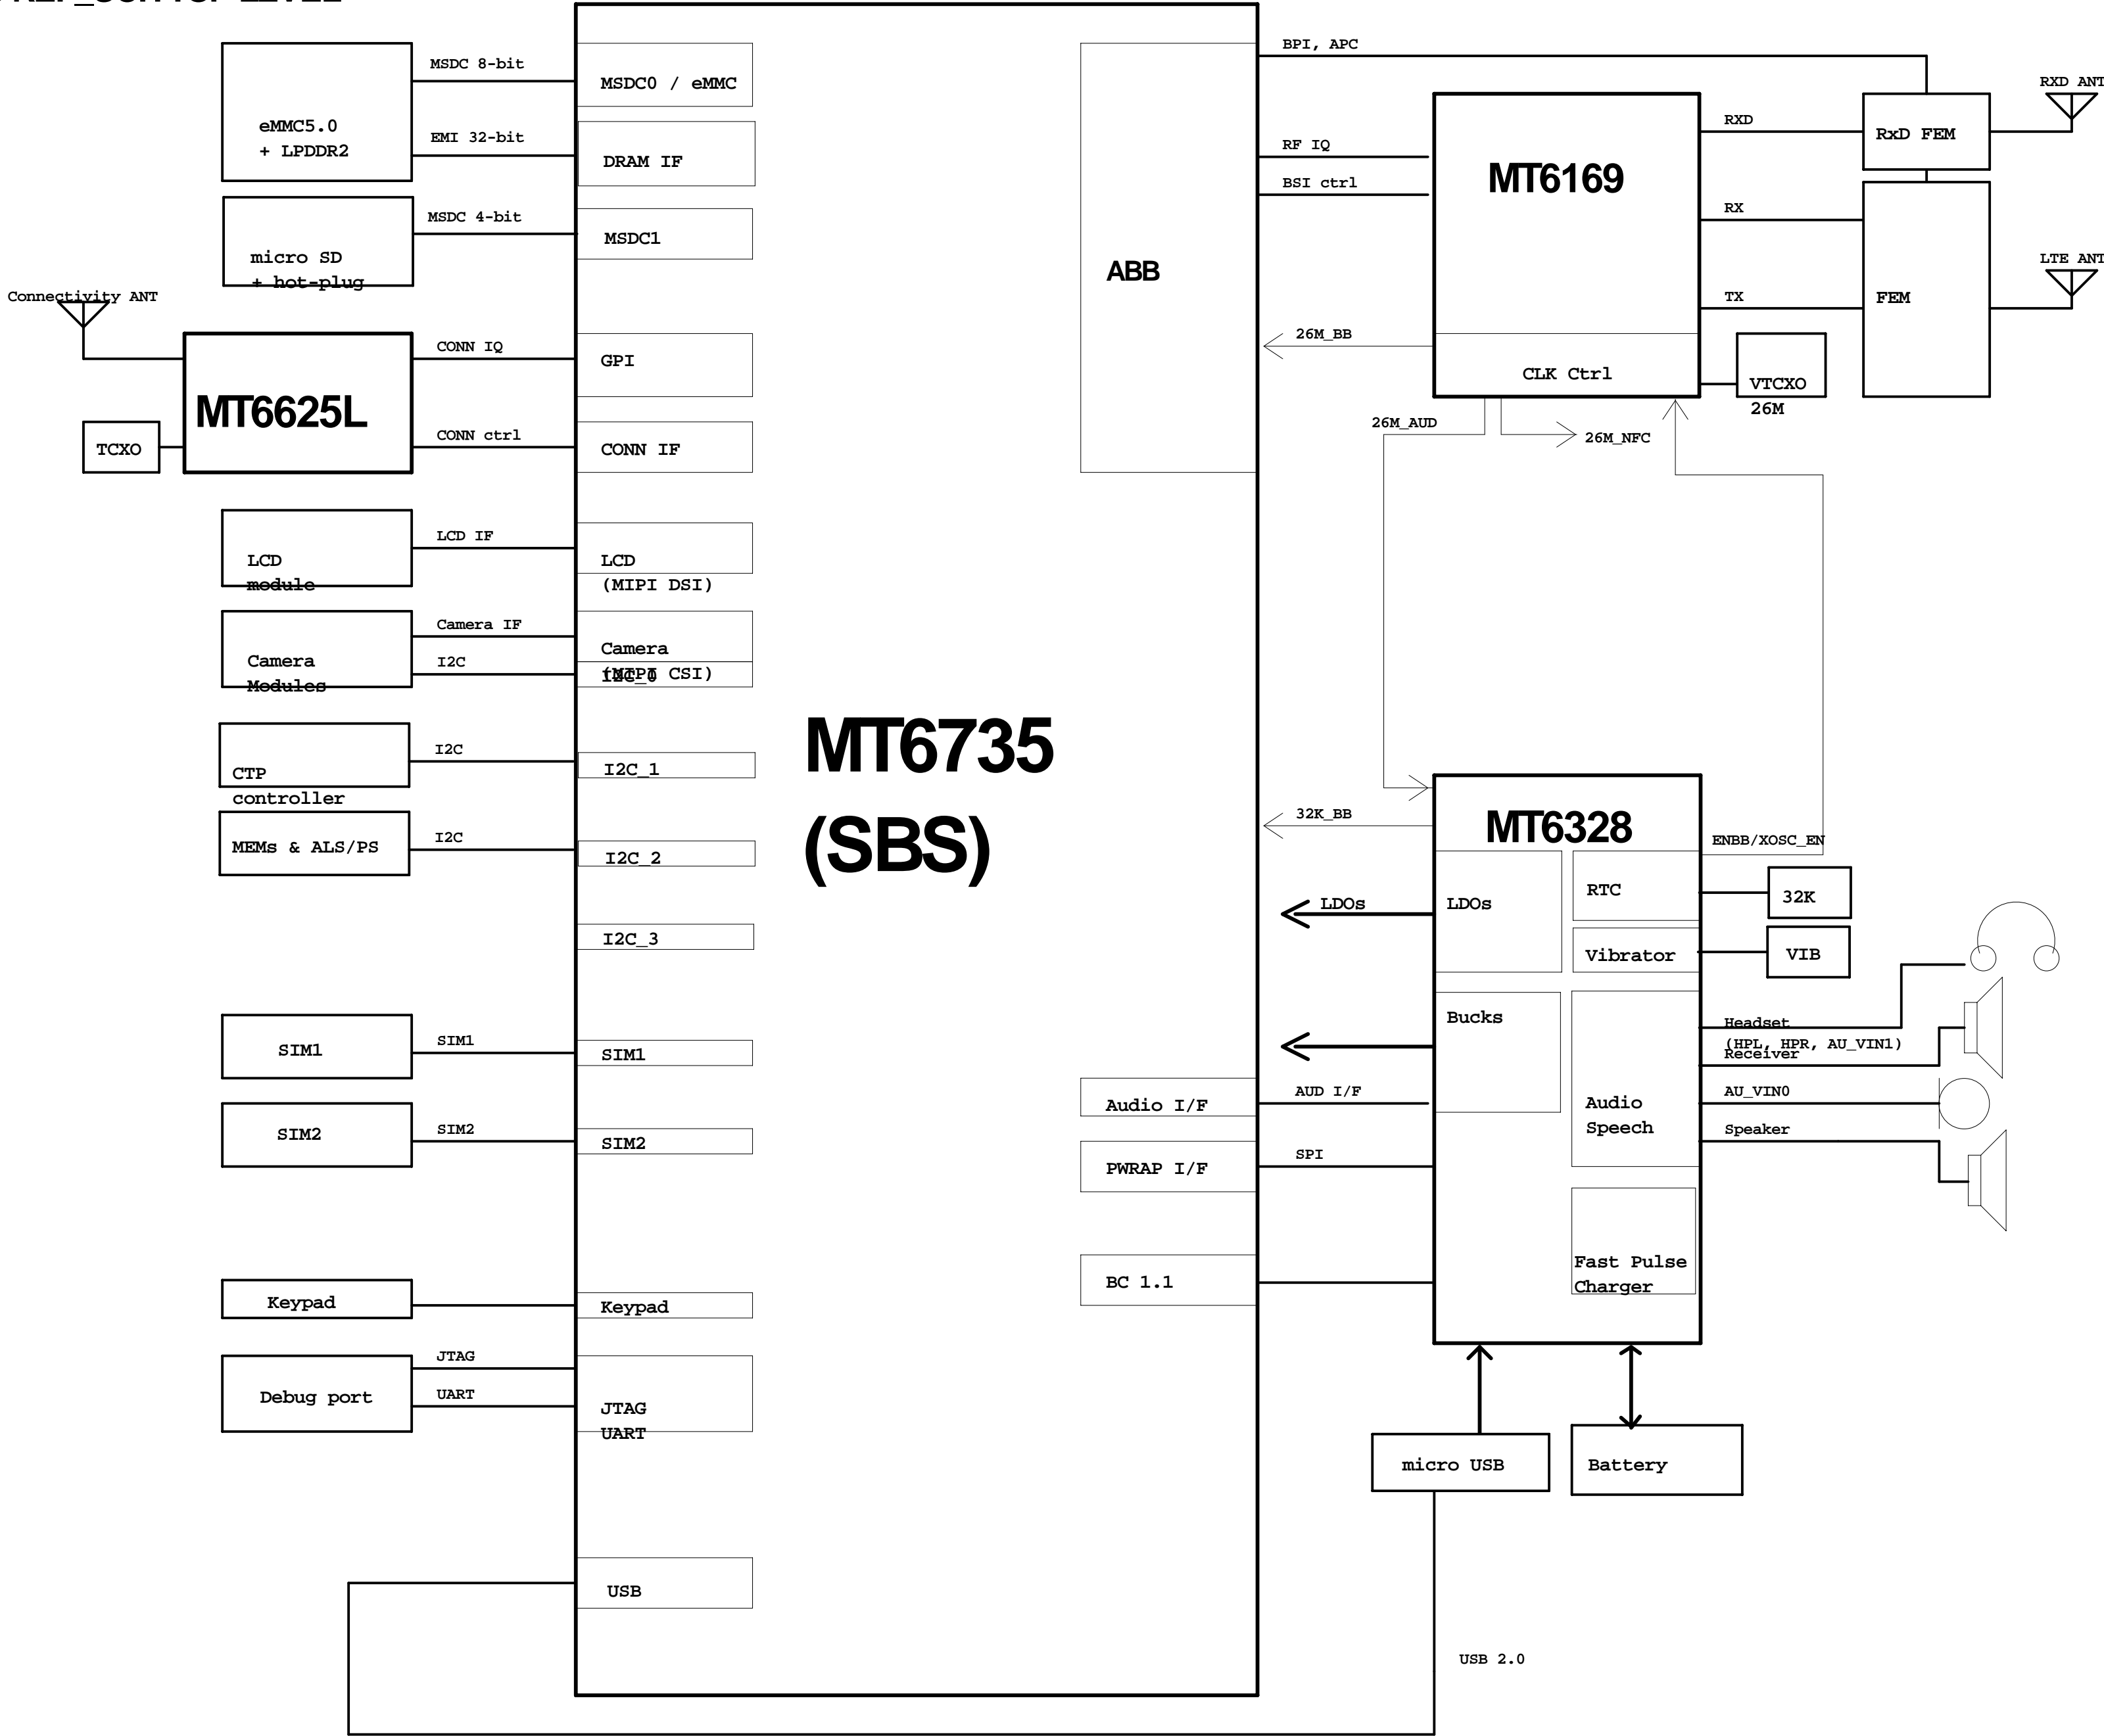 MSDC 8-bit
MSDC0 / eMMC
eMMC5.0
+ LPDDR2
EMI 32-bit
DRAM IF
MSDC 4-bit
MSDC1
micro SD
+ hot-plug
Connectivity ANT
MT6625L
CONN IQ
GPI
CONN ctrl
CONN IF
TCXO
LCD
module
LCD IF
LCD
(MIPI DSI)
Camera
Modules
Camera IF
I2C
Camera
(MIPI CSI)
I2C_0
CTP
controller
I2C
I2C_1
MEMs & ALS/PS
I2C
I2C_2
I2C_3
SIM1
SIM1
SIM1
SIM2
SIM2
SIM2
Keypad
Keypad
Debug port
JTAG
UART
JTAG
UART
USB
MT6735
(SBS)
ABB
BPI, APC
RF IQ
BSI ctrl
MT6169
RXD
RxD FEM
RXD ANT
RX
TX
FEM
LTE ANT
26M_BB
CLK Ctrl
VTCXO
26M
26M_AUD
26M_NFC
32K_BB
MT6328
ENBB/XOSC_EN
LDOs
LDOs
RTC
32K
Vibrator
VIB
Bucks
Headset
(HPL, HPR, AU_VIN1)
Receiver
Audio I/F
AUD I/F
Audio
Speech
AU_VIN0
Speaker
PWRAP I/F
SPI
BC 1.1
Fast Pulse
Charger
micro USB
Battery
USB 2.0